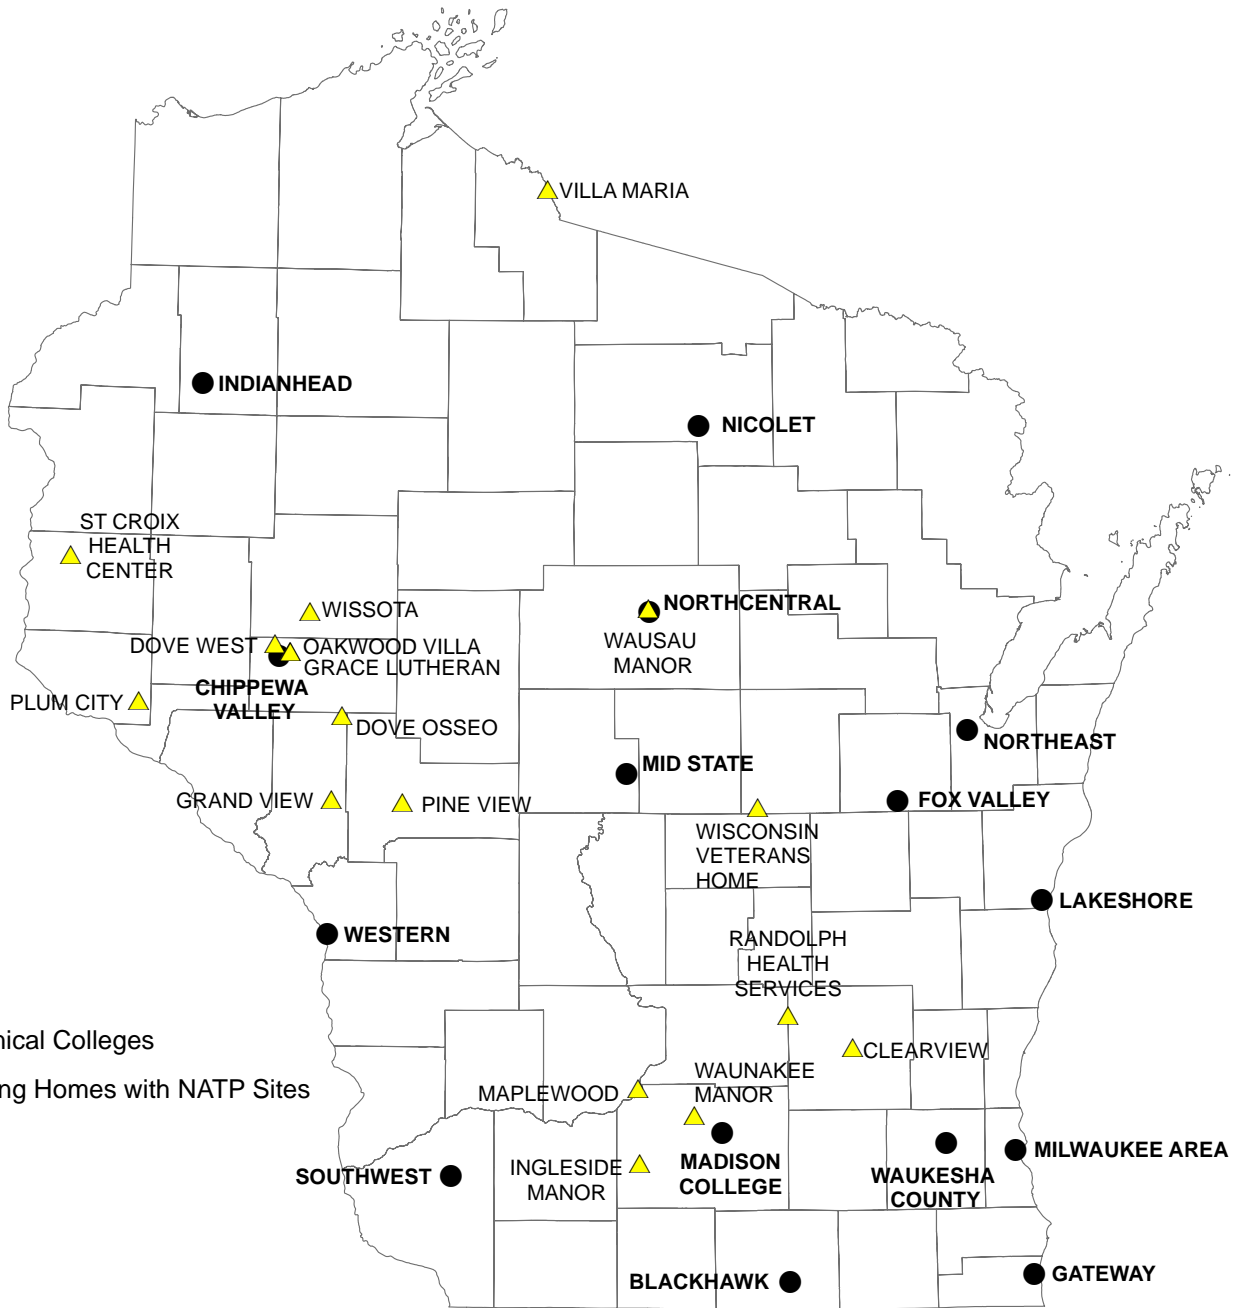 VILLA MARIA
INDIANHEAD
NICOLET
ST CROIX
HEALTH
CENTER
WISSOTA
NORTHCENTRAL
WAUSAU
MANOR
DOVE WEST
OAKWOOD VILLA
GRACE LUTHERAN
CHIPPEWA
VALLEY
PLUM CITY
DOVE OSSEO
NORTHEAST
MID STATE
GRAND VIEW
PINE VIEW
FOX VALLEY
WISCONSIN
VETERANS
HOME
LAKESHORE
WESTERN
RANDOLPH
HEALTH
SERVICES
nical Colleges
CLEARVIEW
ng Homes with NATP Sites
MAPLEWOOD
WAUNAKEE
MANOR
MADISON
COLLEGE
MILWAUKEE AREA
WAUKESHA
COUNTY
SOUTHWEST
INGLESIDE
MANOR
BLACKHAWK
GATEWAY